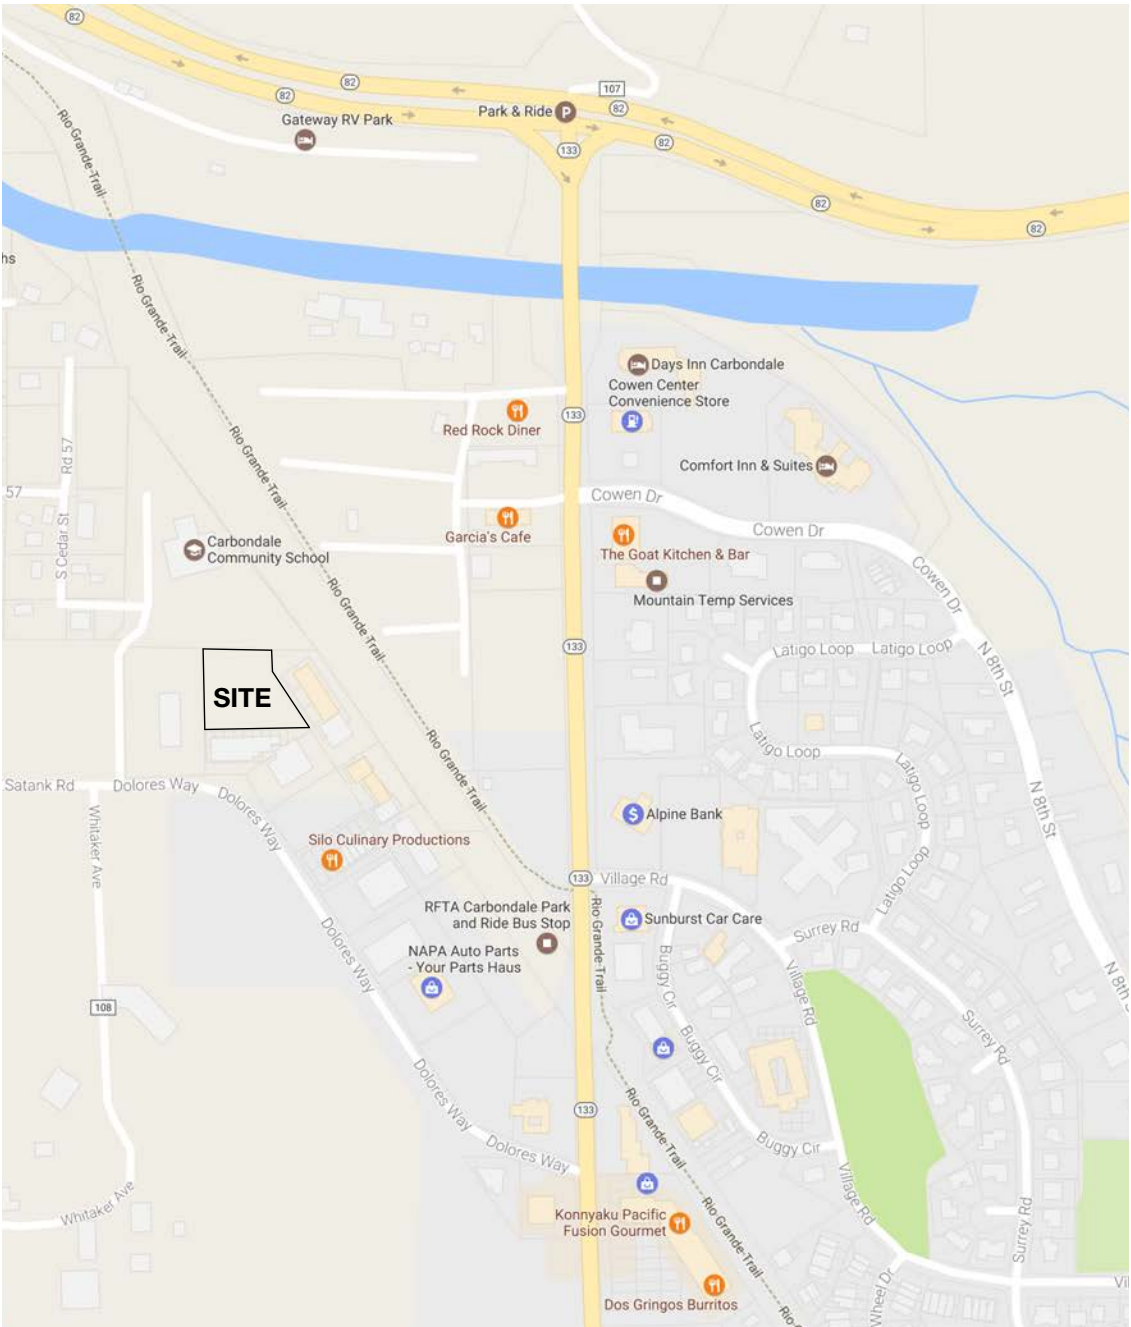 82
82
82
82
107
82
Park & Ride
P
Gateway RV Park
133
82
82
82
Rio Grande Trail
hs
Rio Grande Trail
Days Inn Carbondale
Cowen Center
Convenience Store
133
Red Rock Diner
Rio Grande Trail
Rd 57
Comfort Inn & Suites
57
Cowen Dr
Cowen Dr
Garcia's Cafe
The Goat Kitchen & Bar
Carbondale
Community School
S Cedar St
Cowen Dr
Mountain Temp Services
Rio Grande Trail
133
Latigo Loop
Latigo Loop
N 8th St
SITE
Latigo Loop
Rio Grande Trail
Latigo Loop
Satank Rd
Dolores Way
Dolores Way
N 8th St
Alpine Bank
Whitaker Ave
Silo Culinary Productions
133
Village Rd
Latigo Loop
RFTA Carbondale Park
and Ride Bus Stop
Rio Grande Trail
Sunburst Car Care
Surrey Rd
Dolores Way
NAPA Auto Parts
- Your Parts Haus
Buggy Cir
Village Rd
N 8th S
108
Surrey Rd
Buggy Cir
Dolores Way
133
Rio Grande Trail
Buggy Cir
Dolores Way
Village Rd
Whitaker Ave
Konnyaku Pacific
Fusion Gourmet
Rio Grande Trail
Surrey Rd
Wheel Dr
Vil
Dos Gringos Burritos
Rio